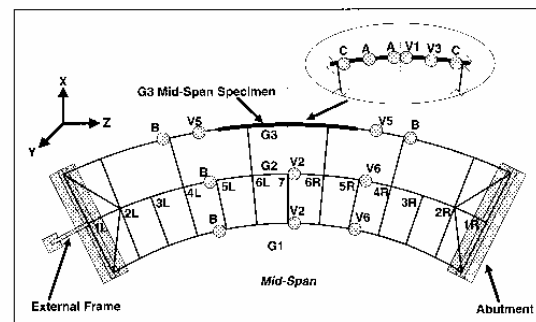 C A A V1 V3 C
X
Z
Y
G3 Mid-Span Specimen
B V5 G3 V5 B
B G2 V2 V6
1L 2L 3L 4L 5L 6L 7 6R 5R 4R 3R 2R 1R
B V2 V6
G1
Mid-Span
External Frame
Abutment